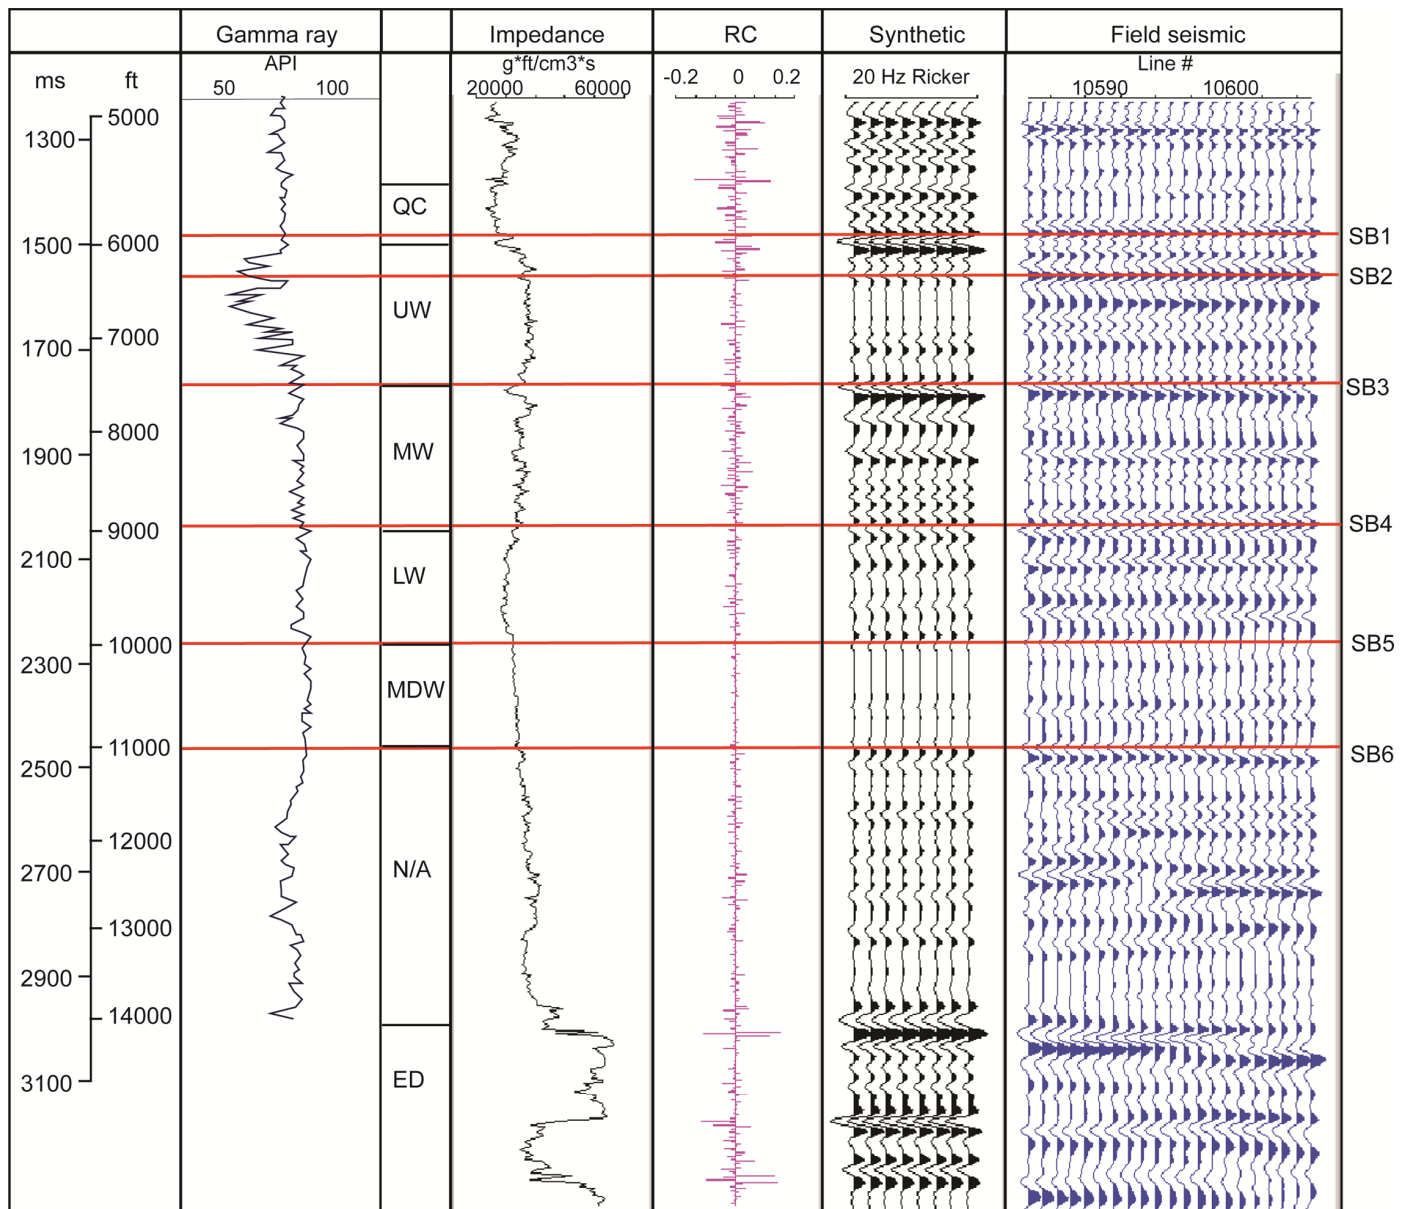 Gamma ray Impedance RC Synthetic Field seismic
ms ft API g*ft/cm3*s Line #
50 100 200000 60000 -0.2 0 0.2 20 Hz Ricker 10590 10600
5000
1300
QC
1500 6000 SB1
SB2
UW
7000
1700
SB3
8000
1900 MW
9000 SB4
2100
LW
10000 SB5
2300
MDW
11000 SB6
2500
12000
2700 N/A
13000
2900
14000
3100 ED